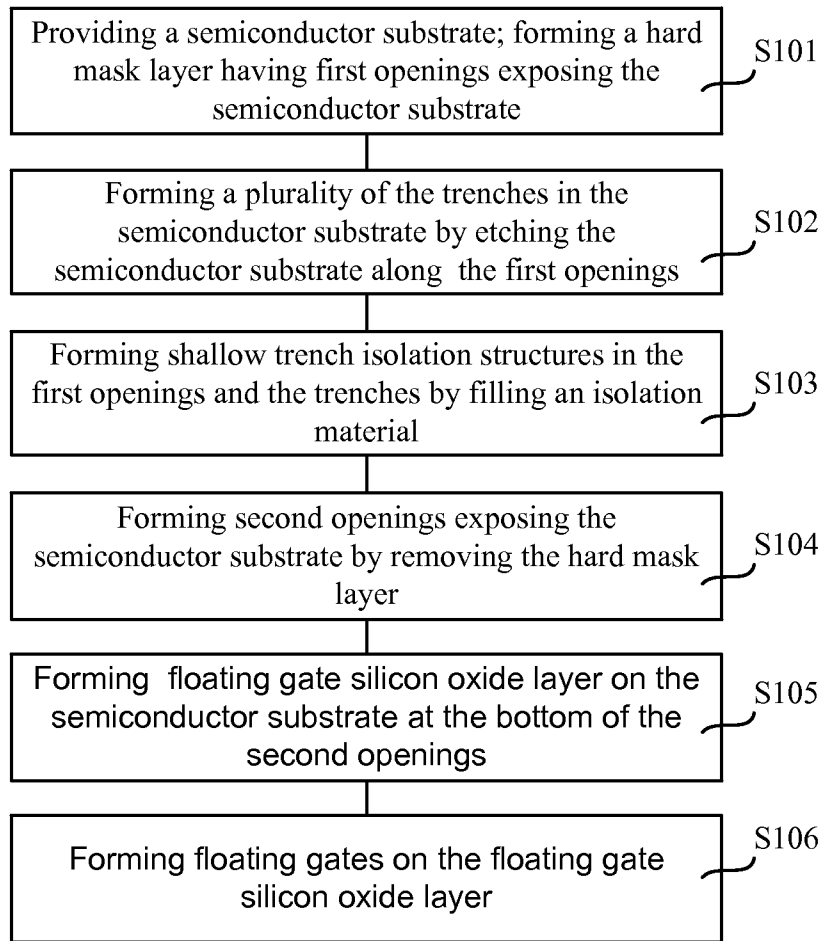 Providing a semiconductor substrate; forming a hard
mask layer having first openings exposing the
semiconductor substrate
S101
Forming a plurality of the trenches in the
semiconductor substrate by etching the
semiconductor substrate along the first openings
S102
Forming shallow trench isolation structures in the
first openings and the trenches by filling an isolation
material
S103
Forming second openings exposing the
semiconductor substrate by removing the hard mask
layer
S104
Forming floating gate silicon oxide layer on the
semiconductor substrate at the bottom of the
second openings
S105
Forming floating gates on the floating gate
silicon oxide layer
S106